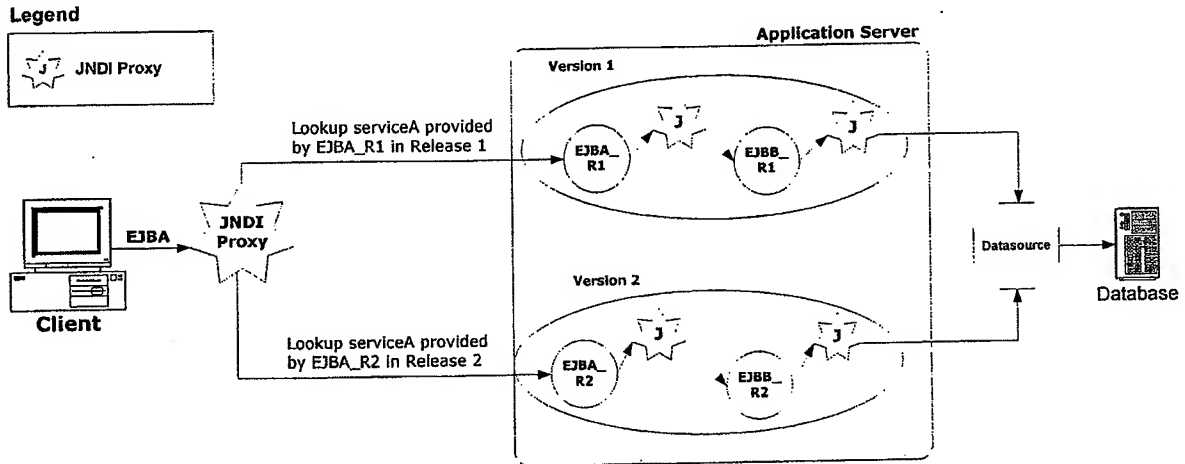 Legend
J
JNDI Proxy
Application Server
Version 1
Lookup serviceA provided
by EJBA_R1 in Release 1
EJBA_
R1
J
EJBB_
R1
J
EJBA
JNDI
Proxy
Client
Datasource
Database
Version 2
Lookup serviceA provided
by EJBA_R2 in Release 2
EJBA_
R2
J
EJBB_
R2
J